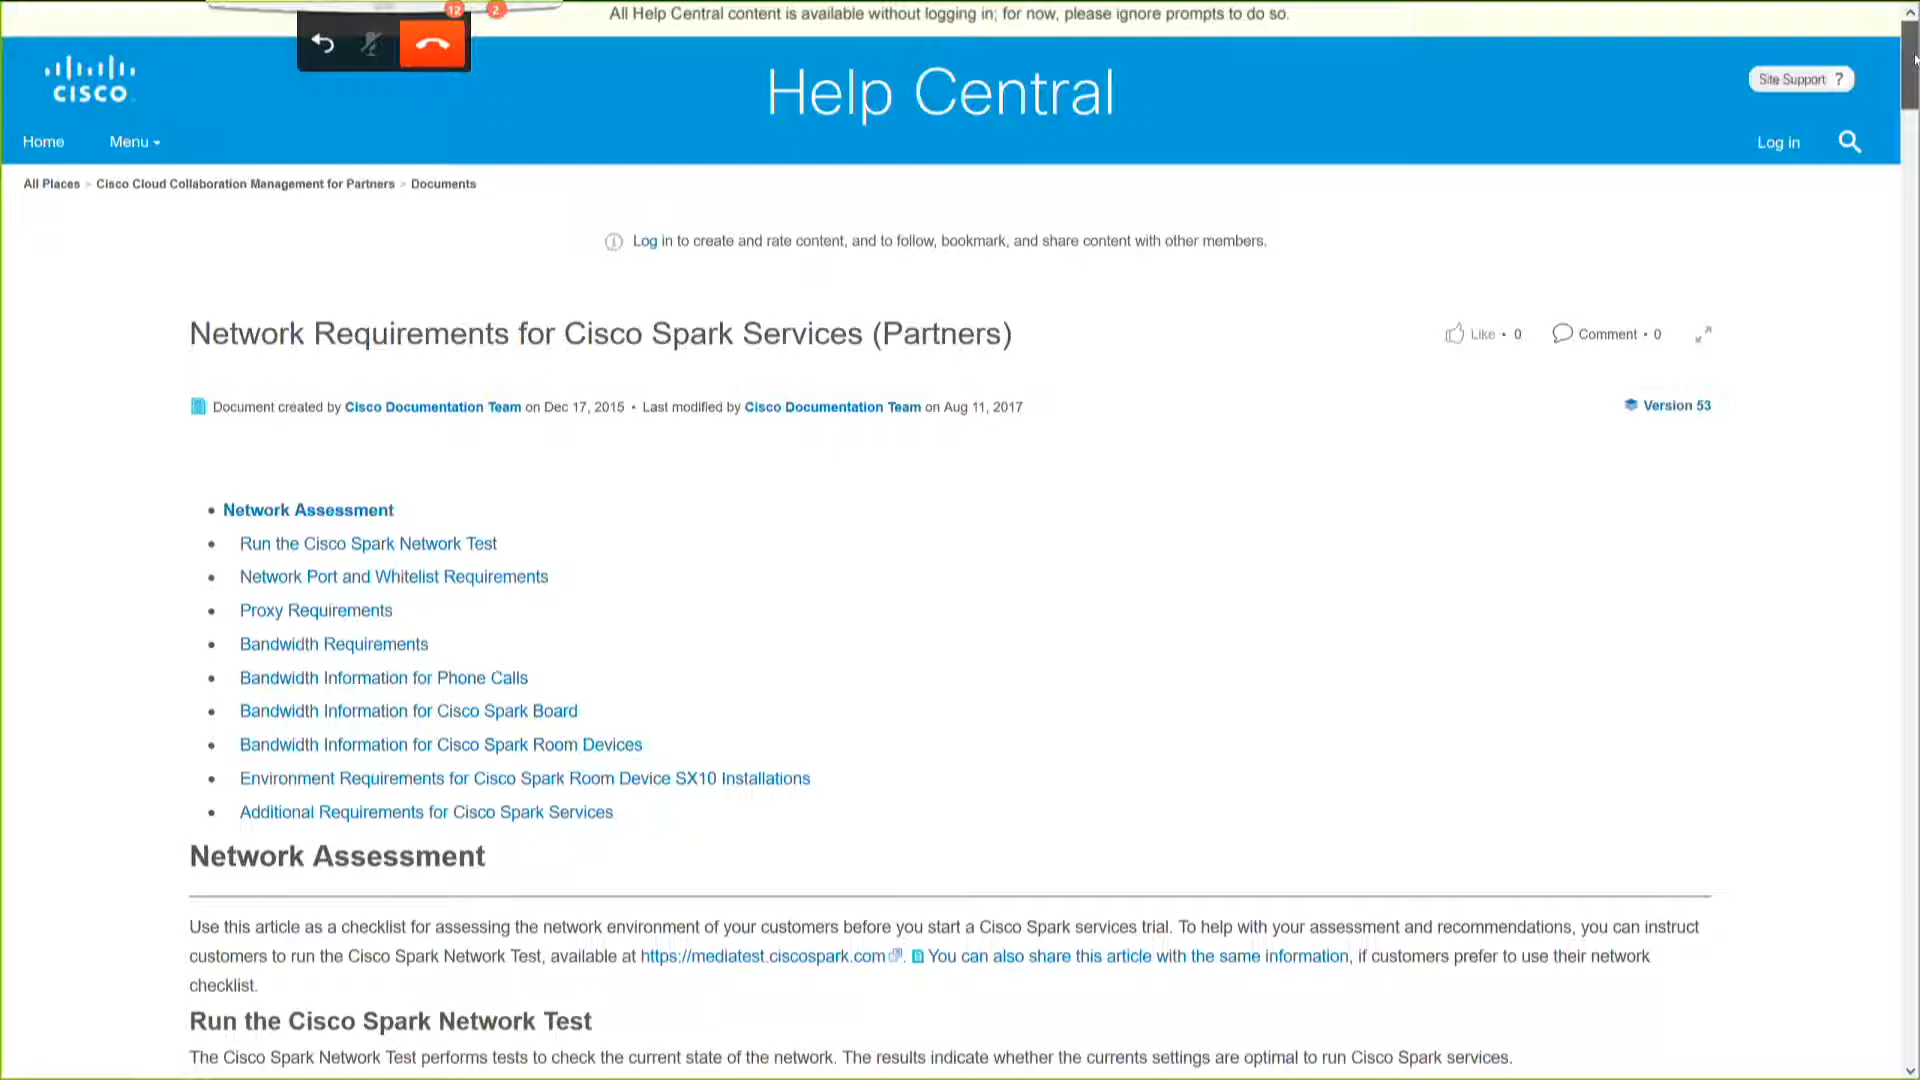 12 2
All Help Central content is available without logging in; for now, please ignore prompts to do so.
CISCO
Help Central
Site Support ?
Home Menu
Log in
All Places > Cisco Cloud Collaboration Management for Partners > Documents
Log in to create and rate content, and to follow, bookmark, and share content with other members.
Network Requirements for Cisco Spark Services (Partners)
Like • 0 Comment • 0
Document created by Cisco Documentation Team on Dec 17, 2015 • Last modified by Cisco Documentation Team on Aug 11, 2017
Version 53
• Network Assessment
• Run the Cisco Spark Network Test
• Network Port and Whitelist Requirements
• Proxy Requirements
• Bandwidth Requirements
• Bandwidth Information for Phone Calls
• Bandwidth Information for Cisco Spark Board
• Bandwidth Information for Cisco Spark Room Devices
• Environment Requirements for Cisco Spark Room Device SX10 Installations
• Additional Requirements for Cisco Spark Services
Network Assessment
Use this article as a checklist for assessing the network environment of your customers before you start a Cisco Spark services trial. To help with your assessment and recommendations, you can instruct
customers to run the Cisco Spark Network Test, available at https://mediatest.ciscospark.com. You can also share this article with the same information, if customers prefer to use their network
checklist.
Run the Cisco Spark Network Test
The Cisco Spark Network Test performs tests to check the current state of the network. The results indicate whether the currents settings are optimal to run Cisco Spark services.